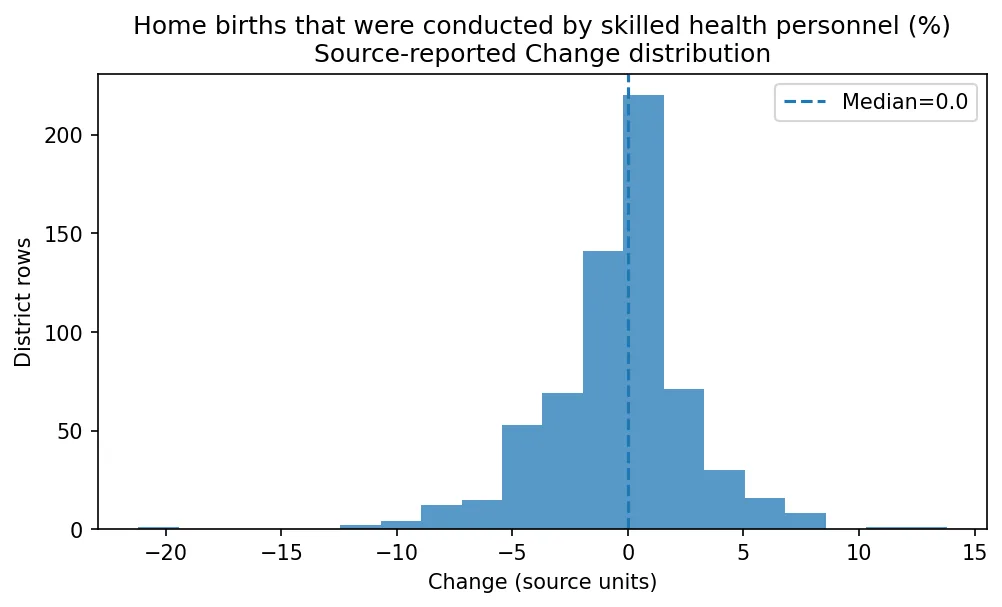 Home births that were conducted by skilled health personnel (%)
Source-reported Change distribution
Median=0.0
200
150
100
50
0
District rows
−20
−15
−10
−5
0
5
10
15
Change (source units)